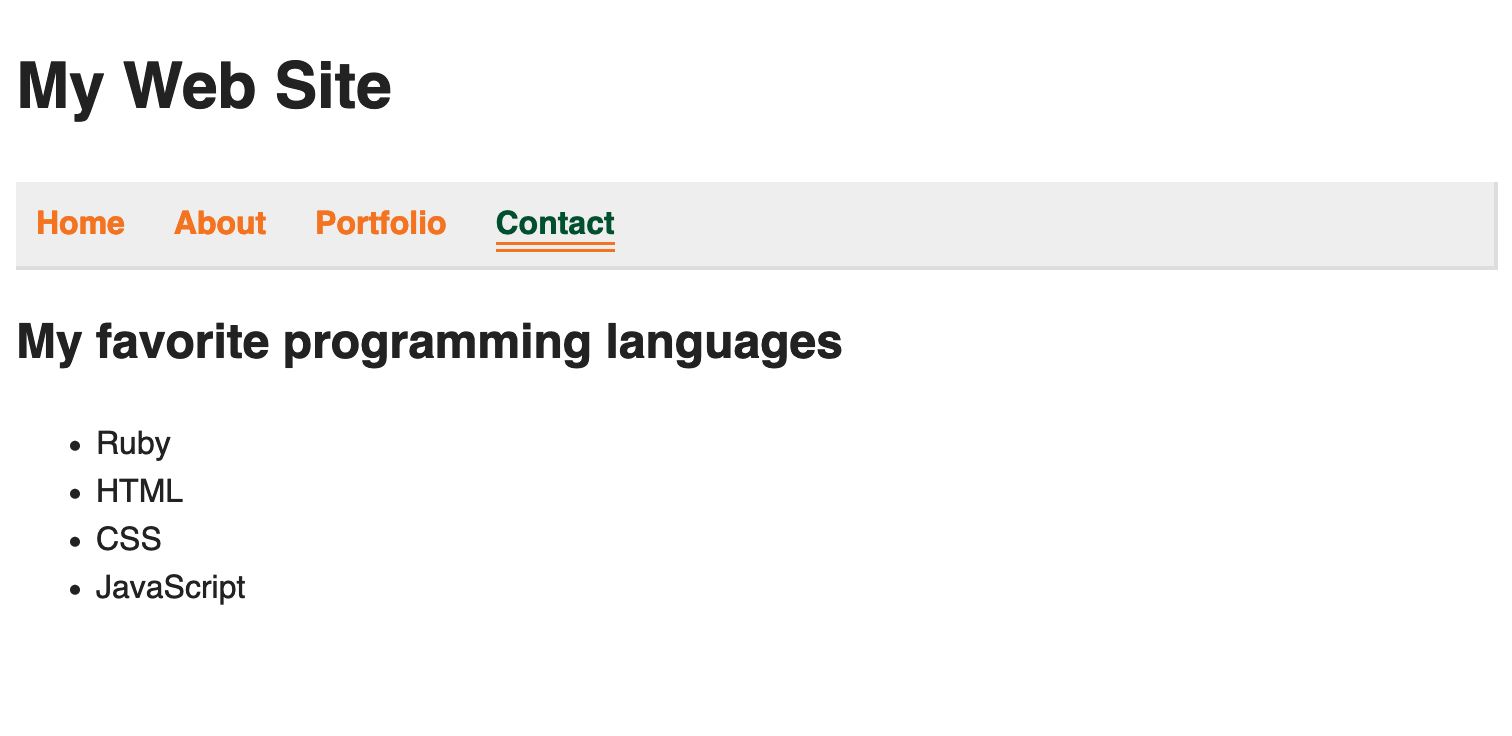 My Web Site
Home About Portfolio Contact
My favorite programming languages
Ruby
HTML
CSS
JavaScript